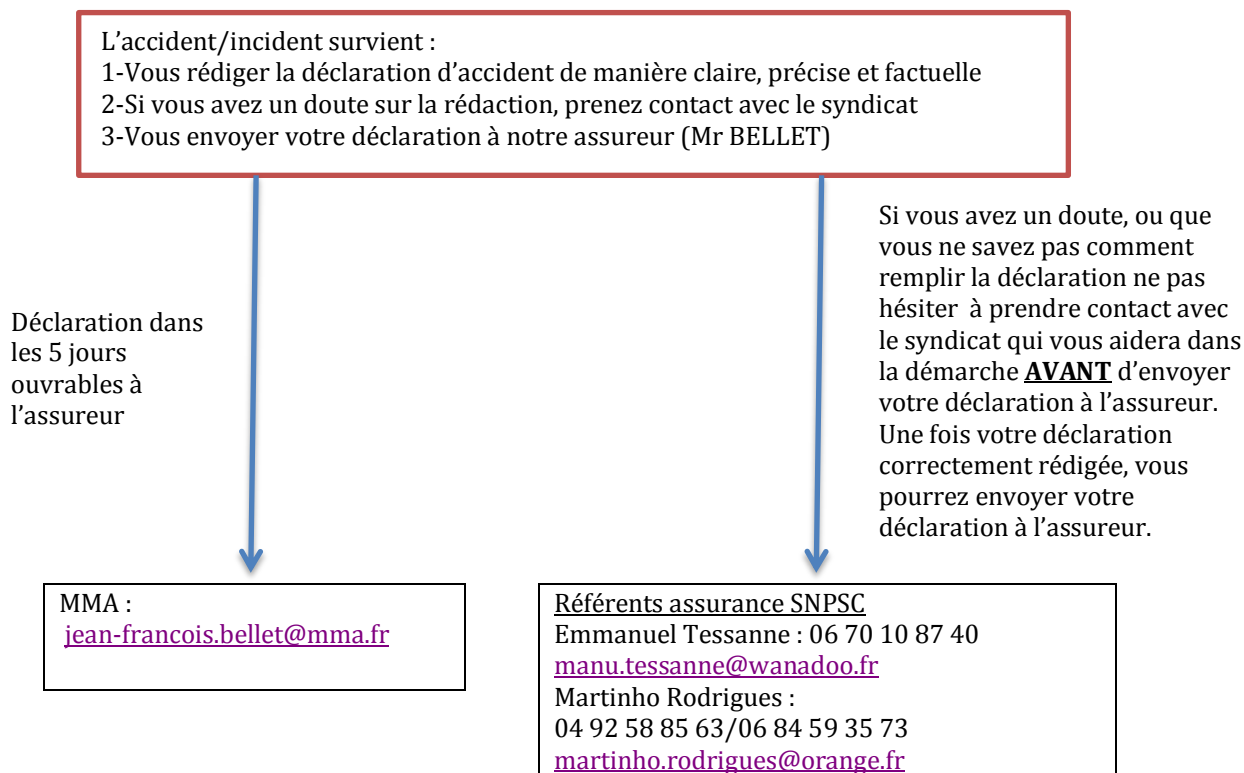 L’accident/incident survient :
1-Vous rédiger la déclaration d’accident de manière claire, précise et factuelle
2-Si vous avez un doute sur la rédaction, prenez contact avec le syndicat
3-Vous envoyer votre déclaration à notre assureur (Mr BELLET)
Déclaration dans
les 5 jours
ouvrables à
l’assureur
Si vous avez un doute, ou que
vous ne savez pas comment
remplir la déclaration ne pas
hésiter à prendre contact avec
le syndicat qui vous aidera dans
la démarche AVANT d’envoyer
votre déclaration à l’assureur.
Une fois votre déclaration
correctement rédigée, vous
pourrez envoyer votre
déclaration à l’assureur.
MMA :
jean-francois.bellet@mma.fr
Référents assurance SNPSC
Emmanuel Tessanne : 06 70 10 87 40
manu.tessanne@wanadoo.fr
Martinho Rodrigues :
04 92 58 85 63/06 84 59 35 73
martinho.rodrigues@orange.fr